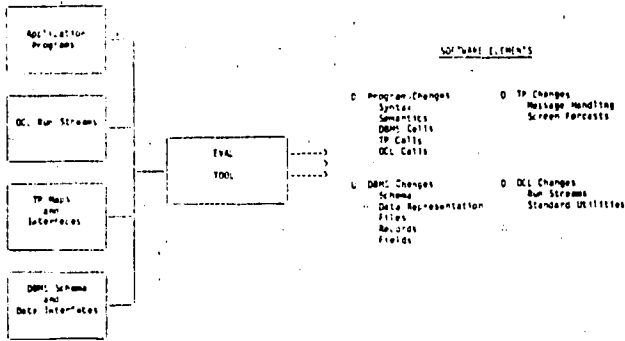 Application
Programs
OCL Run Streams
TP Maps
and
Interfaces
DBMS Schema
and
Data Interfaces
EVAL
TOOL
SOFTWARE ELEMENTS
O Program Changes
Syntax
Semantics
DBMS Calls
TP Calls
OCL Calls
O TP Changes
Message Handling
Screen Formats
O DBMS Changes
Schema
Data Representation
Files
Records
Fields
O OCL Changes
Run Streams
Standard Utilities